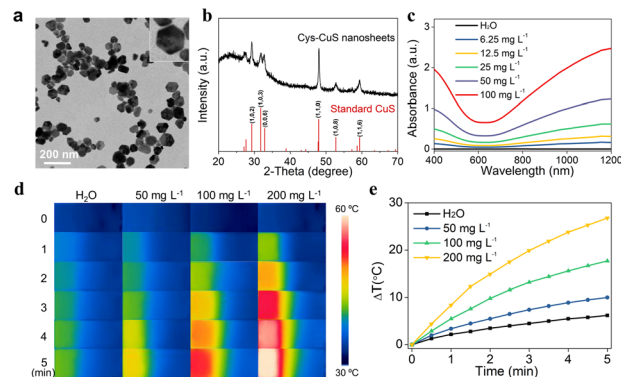 a
200 nm
b
Intensity (a.u.)
Cys-CuS nanosheets
Standard CuS
(1,0,2)
(1,0,3)
(0,0,6)
(1,1,0)
(1,0,8)
(1,1,6)
20 30 40 50 60 70
2-Theta (degree)
c
Absorbance (a.u.)
3
2
1
0
H₂O
6.25 mg L⁻¹
12.5 mg L⁻¹
25 mg L⁻¹
50 mg L⁻¹
100 mg L⁻¹
400 600 800 1000 1200
Wavelength (nm)
d
H₂O 50 mg L⁻¹ 100 mg L⁻¹ 200 mg L⁻¹
0
1
2
3
4
5
(min)
60 ℃
30 ℃
e
ΔT(°C)
30
20
10
0
H₂O
50 mg L⁻¹
100 mg L⁻¹
200 mg L⁻¹
0 1 2 3 4 5
Time (min)